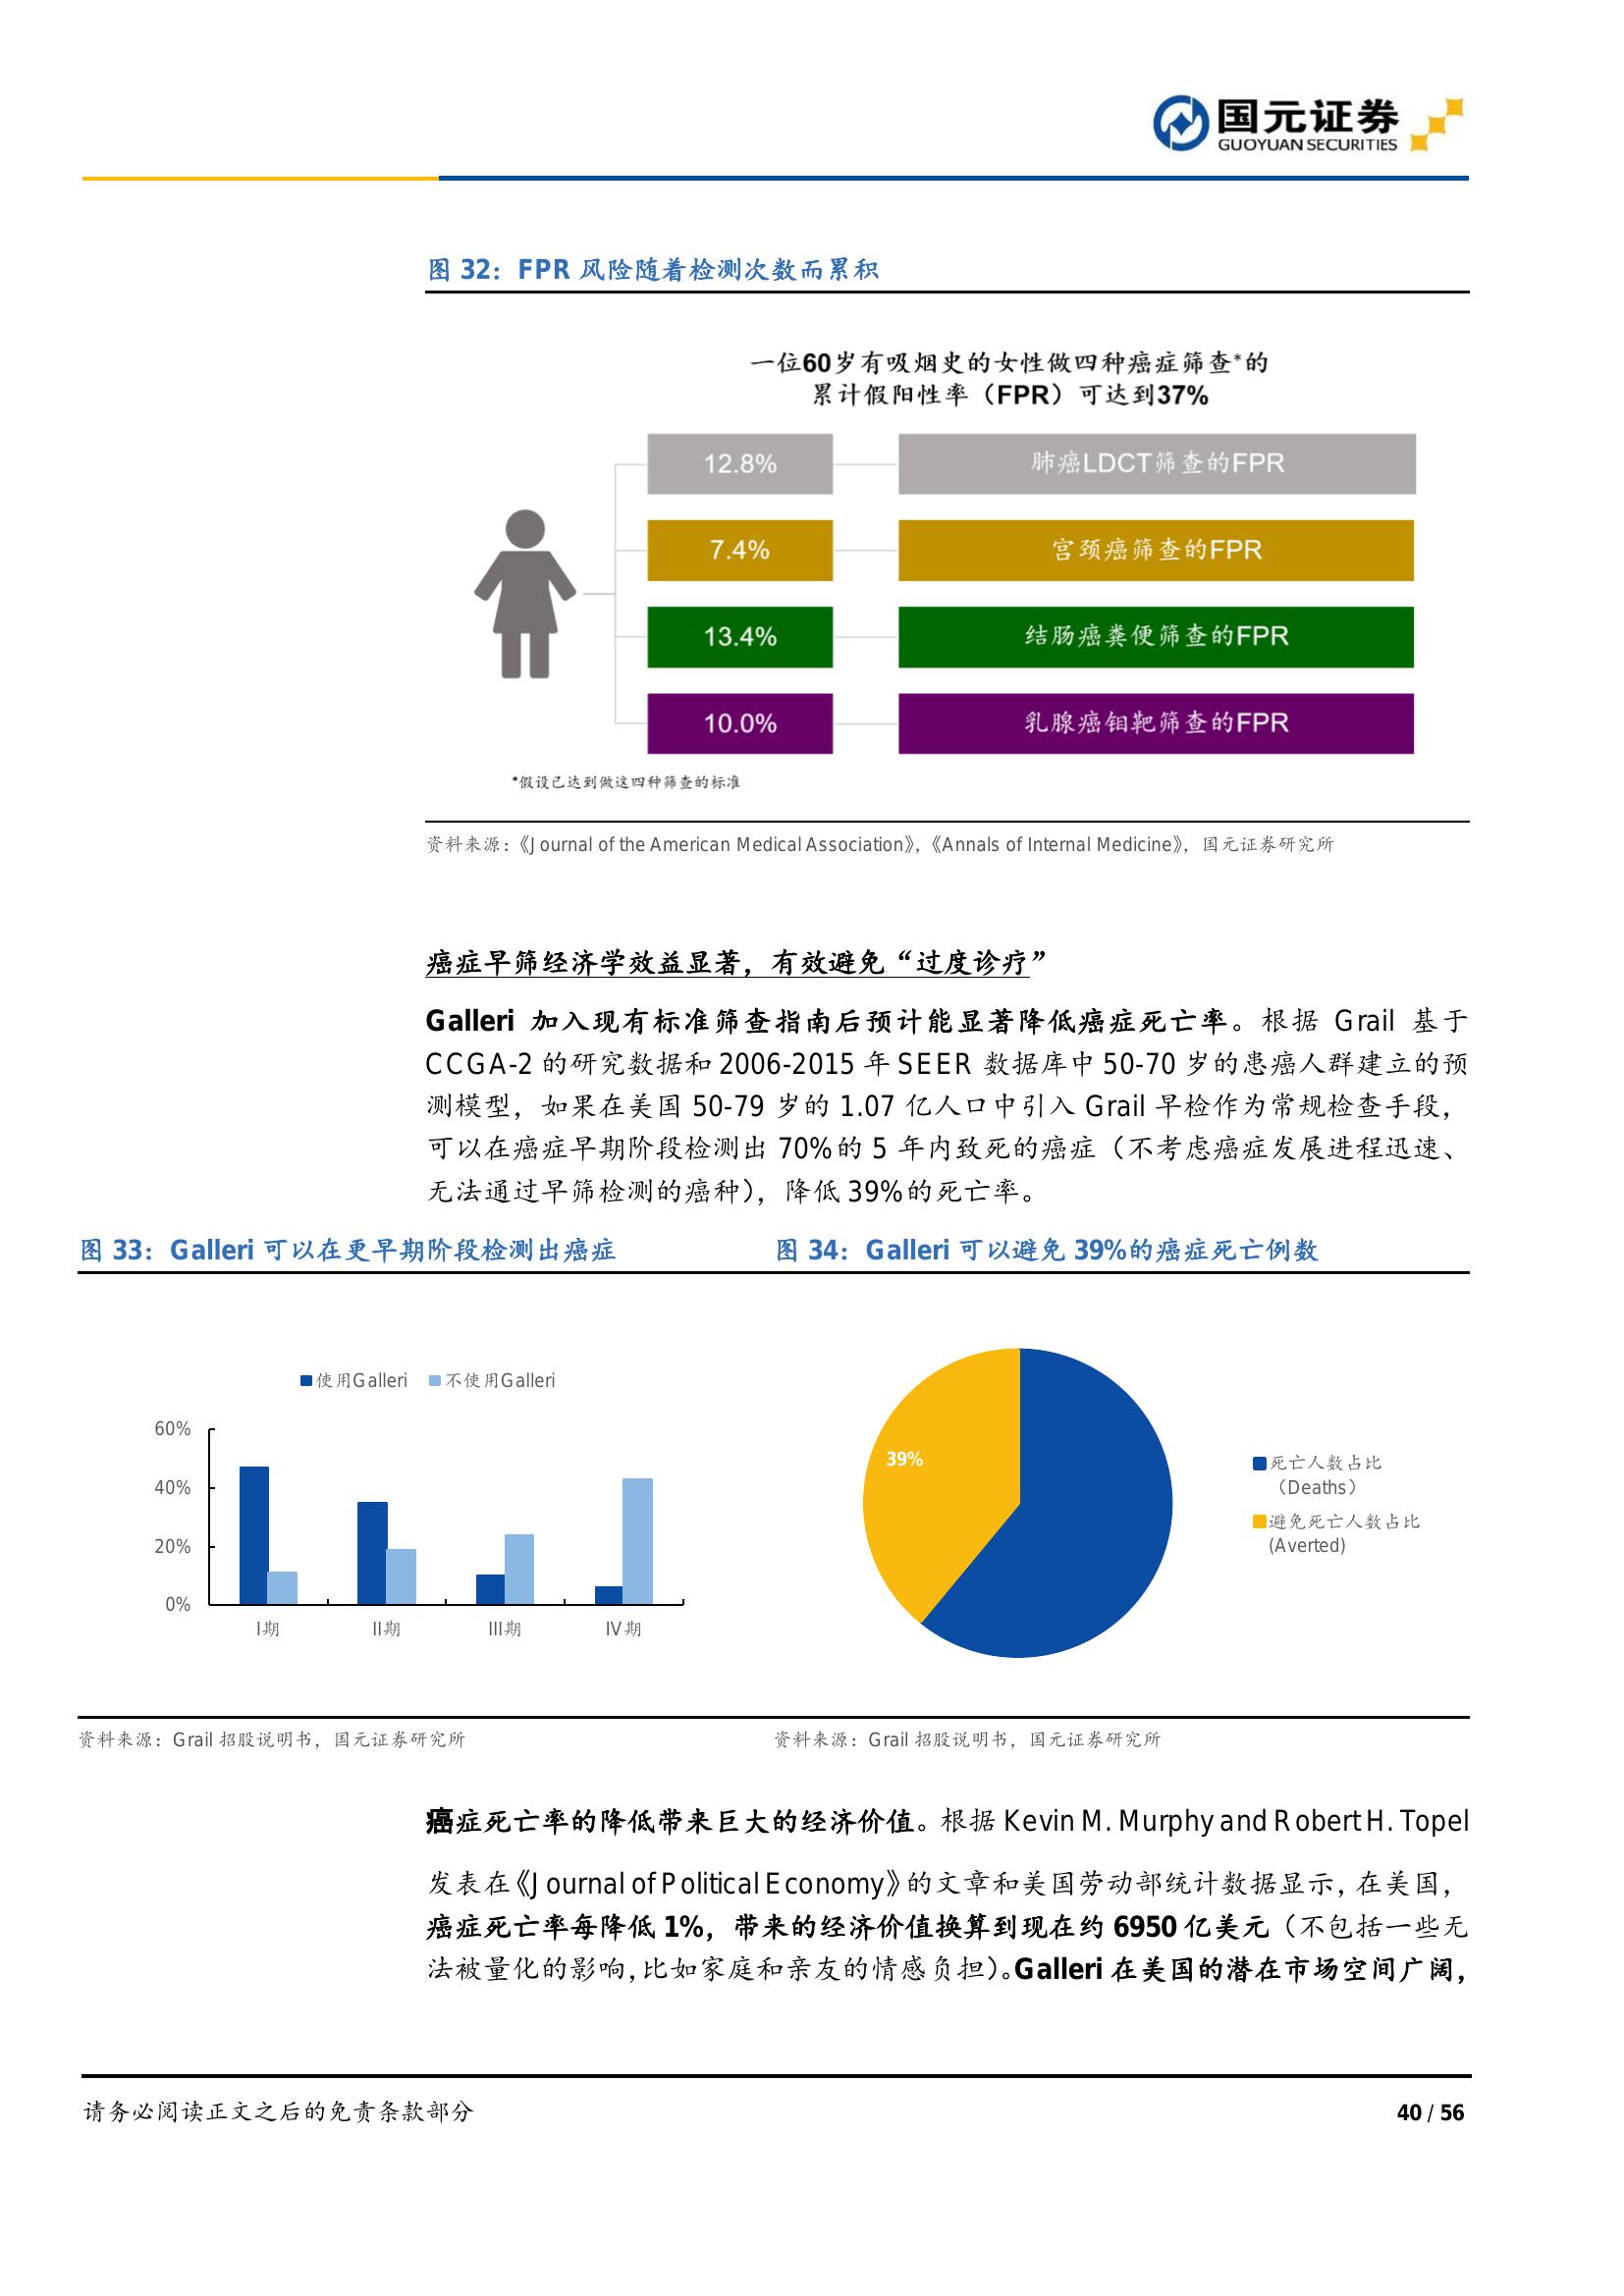 国元证券
GUOYUAN SECURITIES
图 32：FPR 风险随着检测次数而累积
一位60岁有吸烟史的女性做四种癌症筛查*的
累计假阳性率（FPR）可达到37%
12.8%
肺癌LDCT筛查的FPR
7.4%
宫颈癌筛查的FPR
13.4%
结肠癌粪便筛查的FPR
10.0%
乳腺癌钼靶筛查的FPR
*假设已达到做这四种筛查的标准
资料来源：《Journal of the American Medical Association》，《Annals of Internal Medicine》，国元证券研究所
癌症早筛经济学效益显著，有效避免“过度诊疗”
Galleri 加入现有标准筛查指南后预计能显著降低癌症死亡率。根据 Grail 基于
CCGA-2 的研究数据和 2006-2015 年 SEER 数据库中 50-70 岁的患癌人群建立的预
测模型，如果在美国 50-79 岁的 1.07 亿人口中引入 Grail 早检作为常规检查手段，
可以在癌症早期阶段检测出 70%的 5 年内致死的癌症（不考虑癌症发展进程迅速、
无法通过早筛检测的癌种），降低 39%的死亡率。
图 33：Galleri 可以在更早期阶段检测出癌症
使用Galleri 不使用Galleri
60%
40%
20%
0%
I期 II期 III期 IV期
资料来源：Grail 招股说明书，国元证券研究所
图 34：Galleri 可以避免 39%的癌症死亡例数
39%
死亡人数占比
（Deaths）
避免死亡人数占比
(Averted)
资料来源：Grail 招股说明书，国元证券研究所
癌症死亡率的降低带来巨大的经济价值。根据 Kevin M. Murphy and Robert H. Topel
发表在《Journal of Political Economy》的文章和美国劳动部统计数据显示，在美国，
癌症死亡率每降低 1%，带来的经济价值换算到现在约 6950 亿美元（不包括一些无
法被量化的影响，比如家庭和亲友的情感负担）。Galleri 在美国的潜在市场空间广阔，
请务必阅读正文之后的免责条款部分
40 / 56